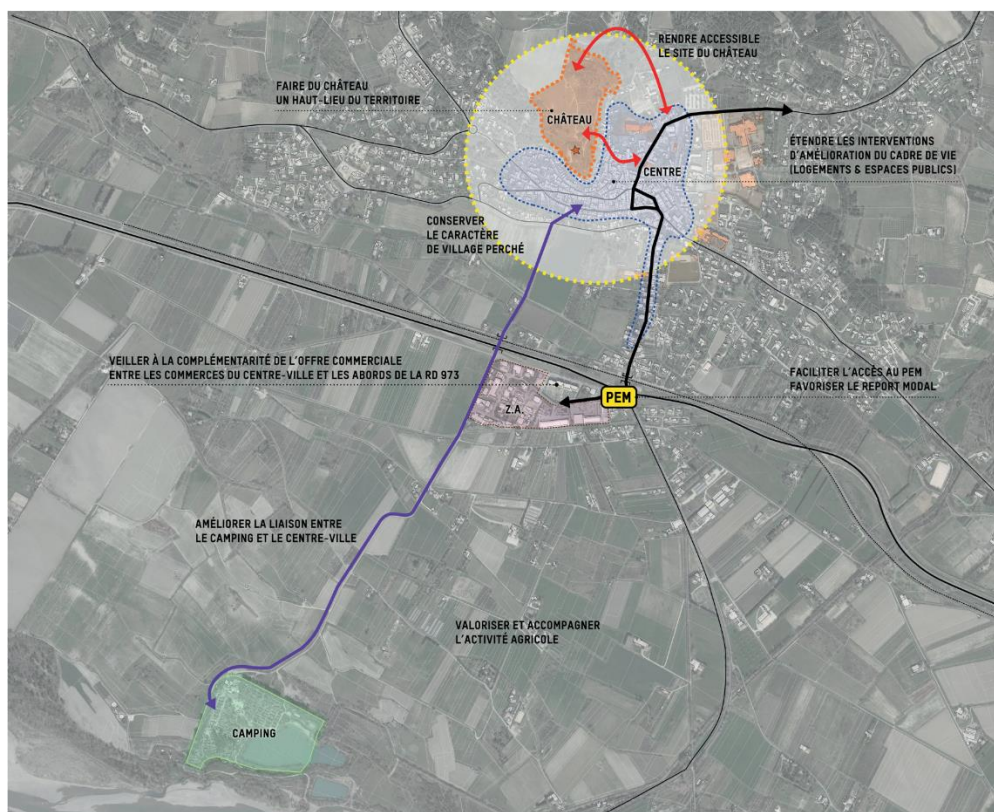 RENDRE ACCESSIBLE
LE SITE DU CHÂTEAU
FAIRE DU CHÂTEAU
UN HAUT-LIEU DU TERRITOIRE
CHÂTEAU
ÉTENDRE LES INTERVENTIONS
D'AMÉLIORATION DU CADRE DE VIE
(LOGEMENTS & ESPACES PUBLICS)
CENTRE
CONSERVER
LE CARACTÈRE
DE VILLAGE PERCHÉ
VEILLER À LA COMPLÉMENTARITÉ DE L'OFFRE COMMERCIALE
ENTRE LES COMMERCES DU CENTRE-VILLE ET LES ABORDS DE LA RD 973
FACILITER L'ACCÈS AU PEM
FAVORISER LE REPORT MODAL
PEM
Z.A.
AMÉLIORER LA LIAISON ENTRE
LE CAMPING ET LE CENTRE-VILLE
VALORISER ET ACCOMPAGNER
L'ACTIVITÉ AGRICOLE
CAMPING